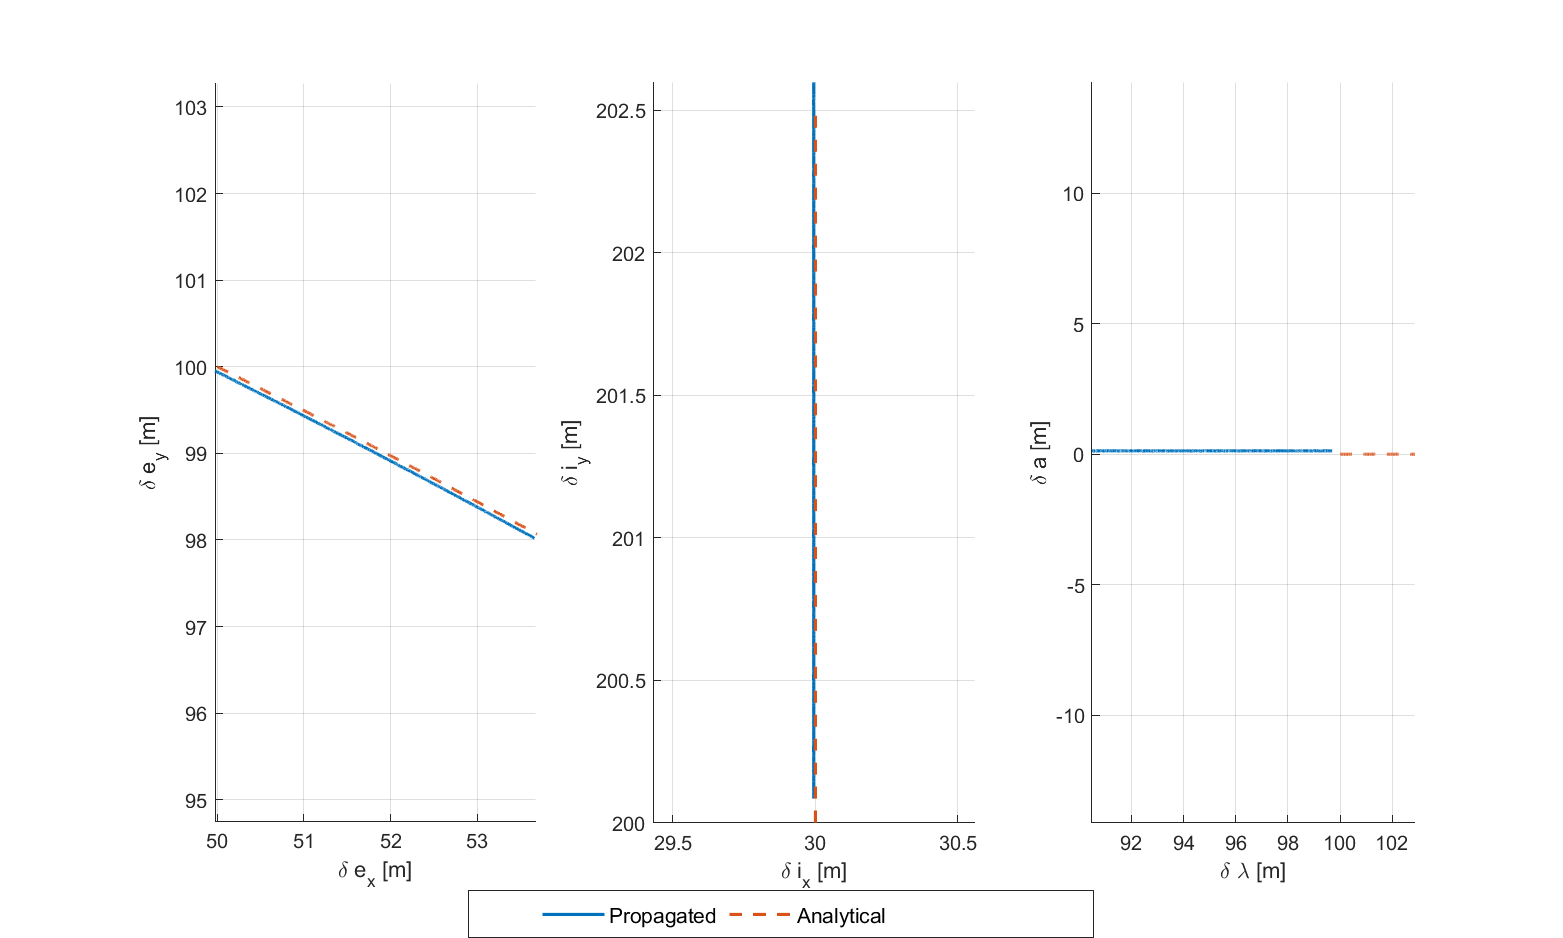 103
102
101
100
99
98
97
96
95
50 51 52 53
δ e_y [m]
δ e_x [m]
202.5
202
201.5
201
200.5
200
29.5 30 30.5
δ i_y [m]
δ i_x [m]
10
5
0
-5
-10
92 94 96 98 100 102
δ a [m]
δ λ [m]
Propagated Analytical